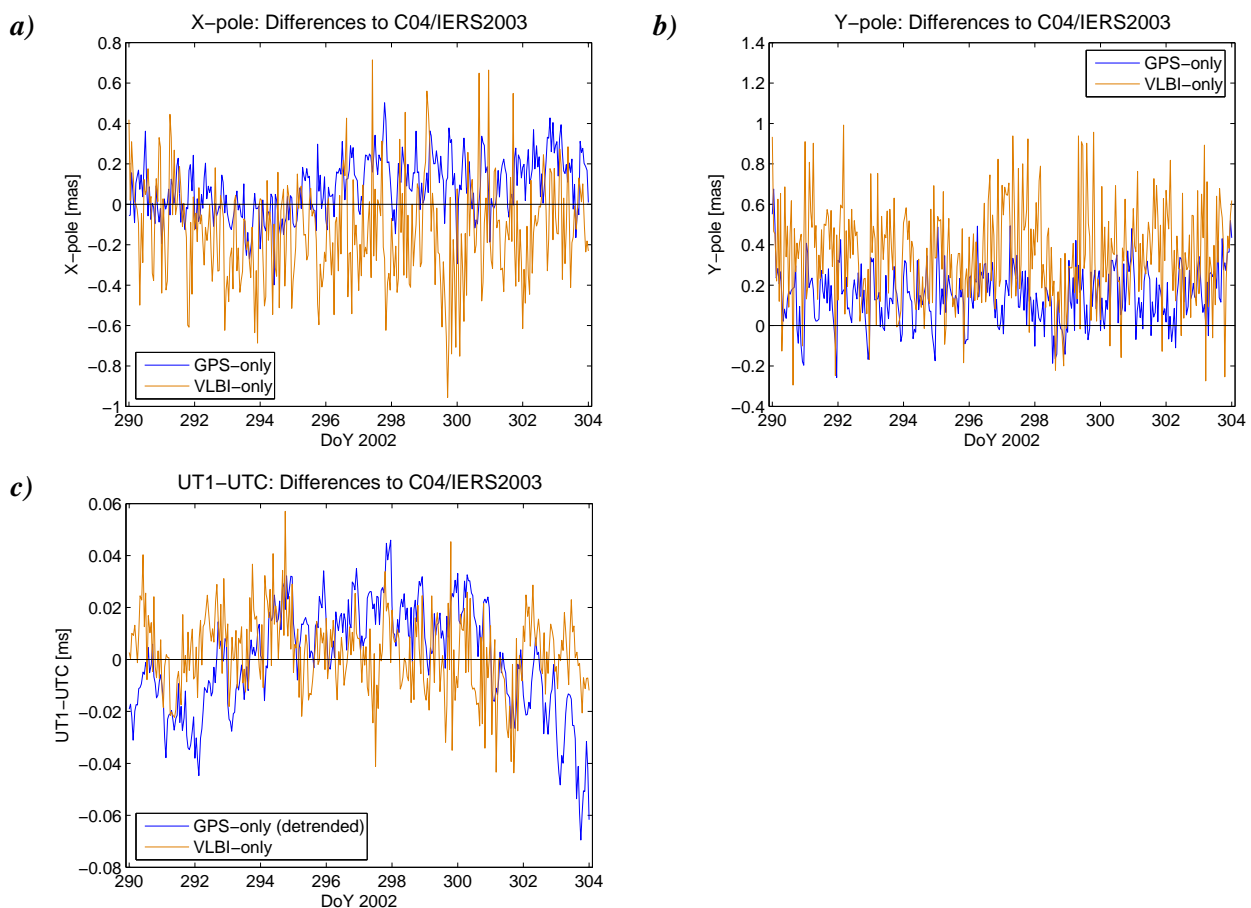 a)
X−pole: Differences to C04/IERS2003
0.8
0.6
0.4
0.2
0
−0.2
−0.4
−0.6
−0.8
−1
X−pole [mas]
GPS−only
VLBI−only
290 292 294 296 298 300 302 304
DoY 2002
b)
Y−pole: Differences to C04/IERS2003
1.4
1.2
1
0.8
0.6
0.4
0.2
0
−0.2
−0.4
Y−pole [mas]
GPS−only
VLBI−only
290 292 294 296 298 300 302 304
DoY 2002
c)
UT1−UTC: Differences to C04/IERS2003
0.06
0.04
0.02
0
−0.02
−0.04
−0.06
−0.08
UT1−UTC [ms]
GPS−only (detrended)
VLBI−only
290 292 294 296 298 300 302 304
DoY 2002